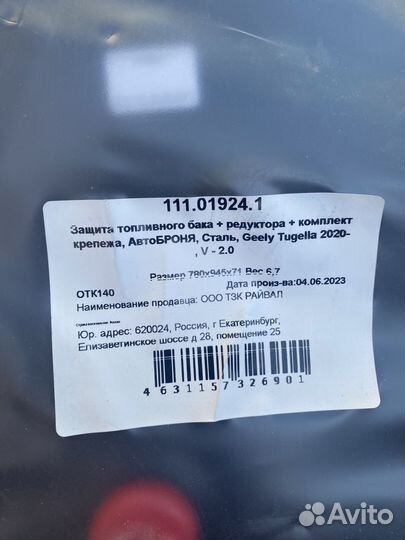 111.01924.1
Защита топливного бака + редуктора + комплект
крепежа, АвтоБРОНЯ, Сталь, Geely Tugella 2020-
, V - 2.0
Размер 780x945x71 Вес 6,7
ОТК140
Дата произ-ва:04.06.2023
Наименование продавца: ООО ТЗК РАЙВАЛ
Юр. адрес: 620024, Россия, г Екатеринбург,
Елизаветинское шоссе д 28, помещение 25
4631157326901
Avito